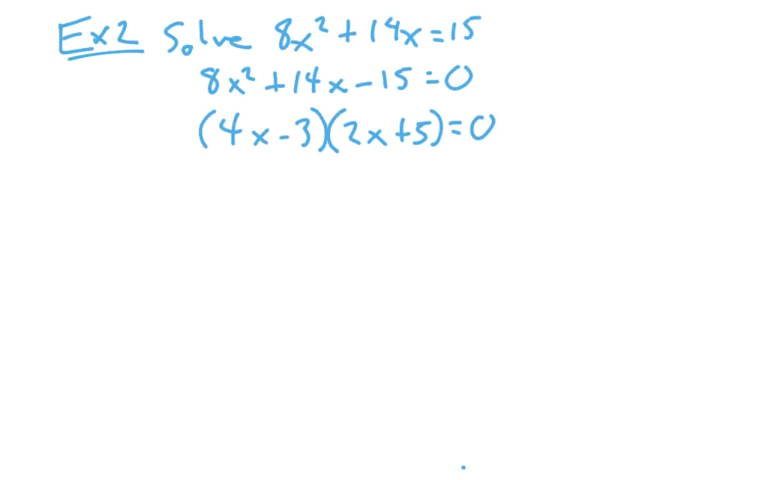 Ex2 Solve 8x² + 14x = 15
8x² + 14x - 15 = 0
(4x - 3)(2x + 5) = 0